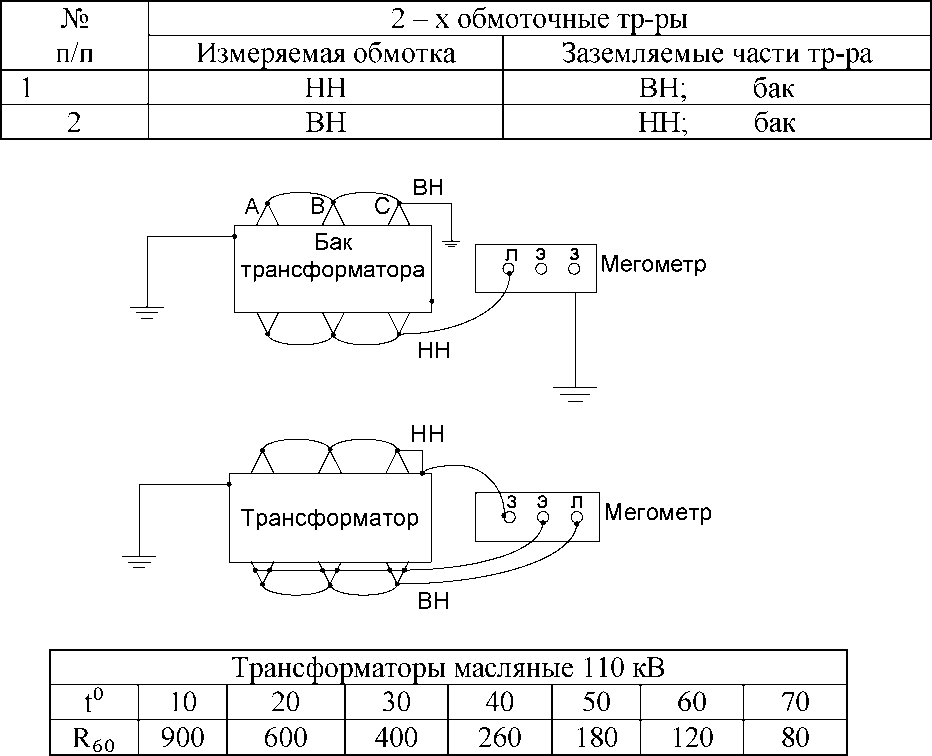 № п/п 2 – х обмоточные тр-ры
Измеряемая обмотка Заземляемые части тр-ра
1 НН ВН; бак
2 ВН НН; бак
ВН
А В С
Бак
трансформатора
л э з
Мегометр
НН
НН
з э л
Трансформатор
Мегометр
ВН
Трансформаторы масляные 110 кВ
t⁰ 10 20 30 40 50 60 70
R₆₀ 900 600 400 260 180 120 80